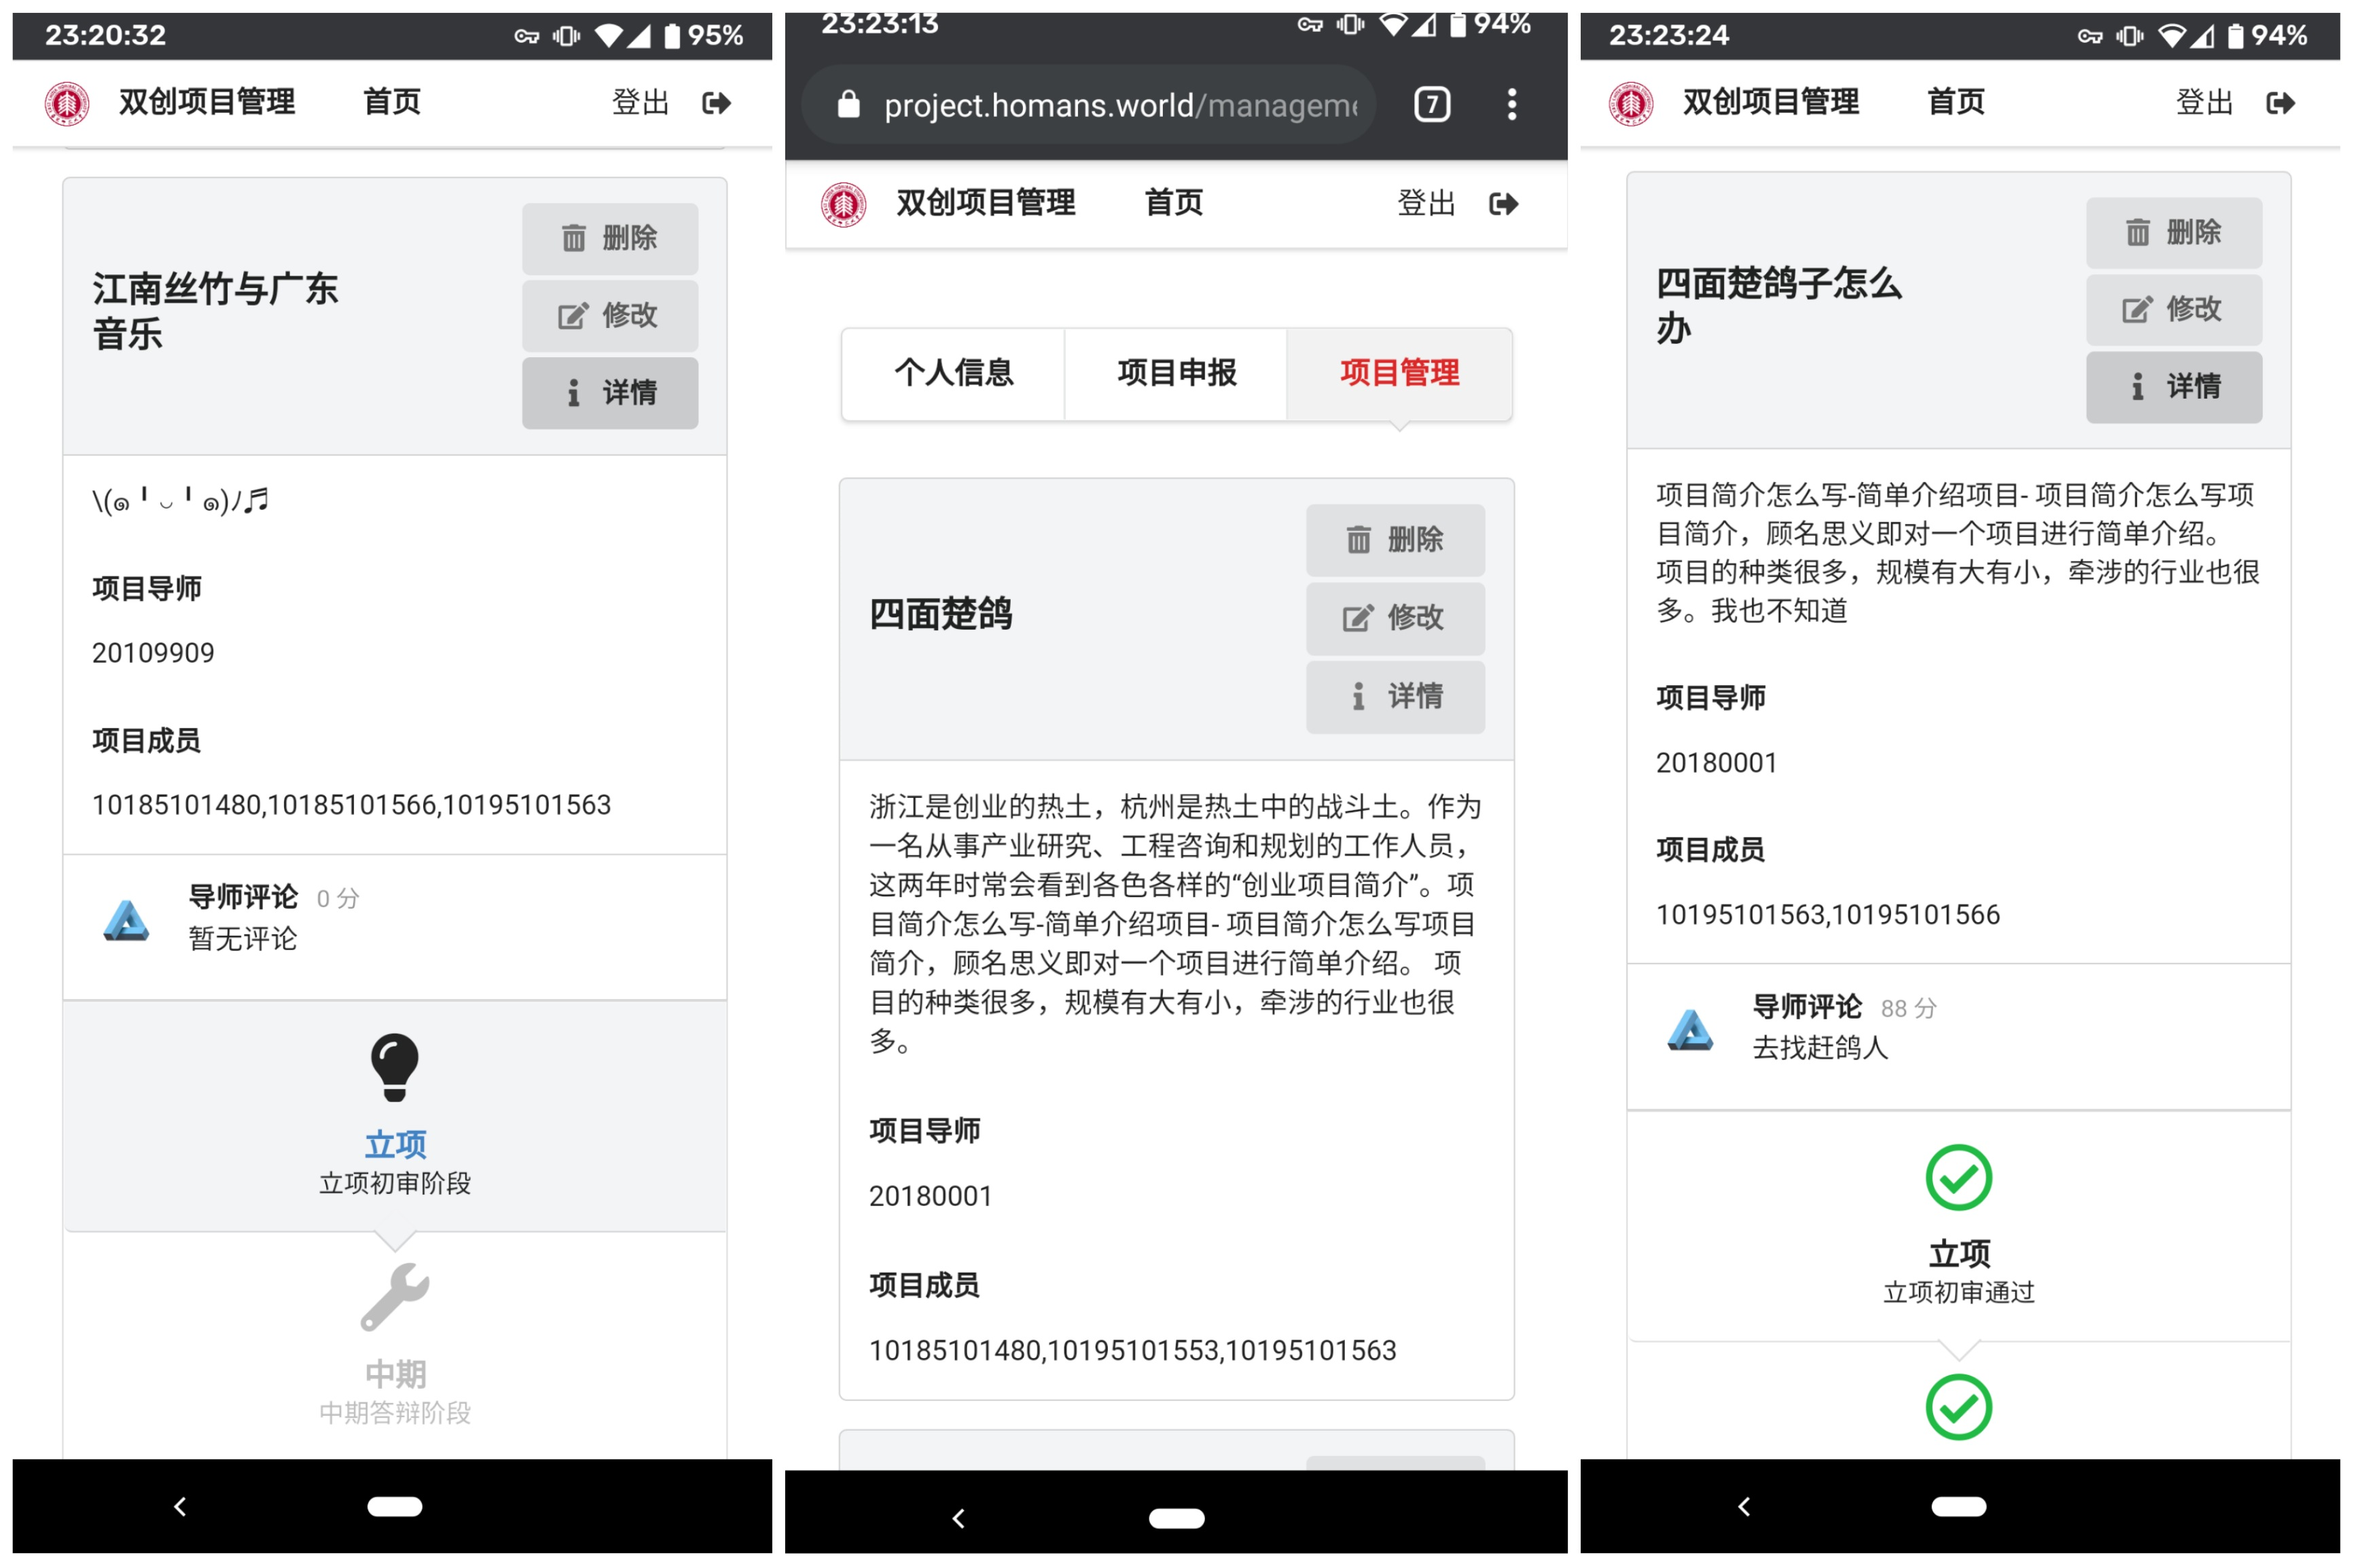 23:20:32
95%
双创项目管理 首页 登出
江南丝竹与广东
音乐
删除
修改
详情
\(๑╹◡╹๑)ﾉ♬
项目导师
20109909
项目成员
10185101480,10185101566,10195101563
导师评论 0 分
暂无评论
立项
立项初审阶段
中期
中期答辩阶段
23:23:13
94%
project.homans.world/manageme
7
双创项目管理 首页 登出
个人信息 项目申报 项目管理
四面楚鸽
删除
修改
详情
浙江是创业的热土，杭州是热土中的战斗土。作为
一名从事产业研究、工程咨询和规划的工作人员，
这两年时常会看到各色各样的“创业项目简介”。项
目简介怎么写-简单介绍项目- 项目简介怎么写项目
简介，顾名思义即对一个项目进行简单介绍。 项
目的种类很多，规模有大有小，牵涉的行业也很
多。
项目导师
20180001
项目成员
10185101480,10195101553,10195101563
23:23:24
94%
双创项目管理 首页 登出
四面楚鸽子怎么
办
删除
修改
详情
项目简介怎么写-简单介绍项目- 项目简介怎么写项
目简介，顾名思义即对一个项目进行简单介绍。
项目的种类很多，规模有大有小，牵涉的行业也很
多。我也不知道
项目导师
20180001
项目成员
10195101563,10195101566
导师评论 88 分
去找赶鸽人
立项
立项初审通过